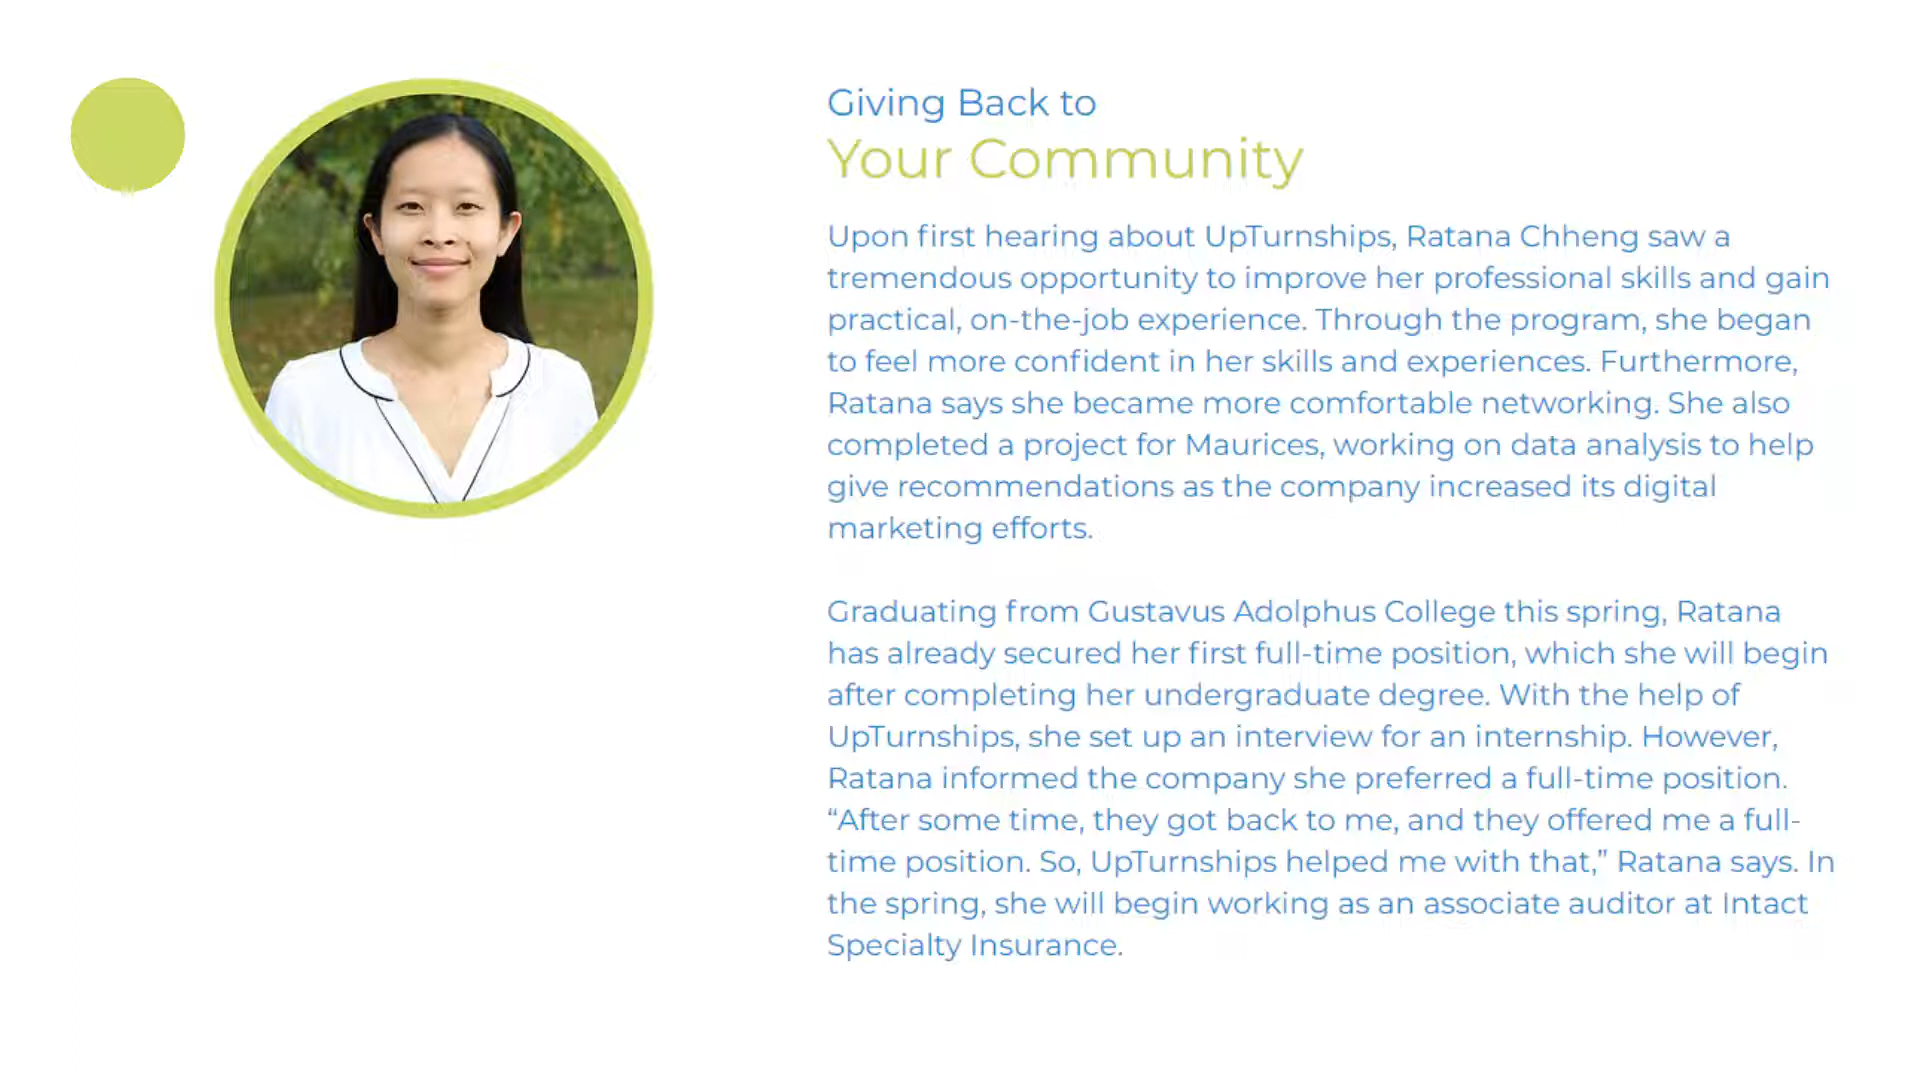 Giving Back to
Your Community
Upon first hearing about UpTurnships, Ratana Chheng saw a
tremendous opportunity to improve her professional skills and gain
practical, on-the-job experience. Through the program, she began
to feel more confident in her skills and experiences. Furthermore,
Ratana says she became more comfortable networking. She also
completed a project for Maurices, working on data analysis to help
give recommendations as the company increased its digital
marketing efforts.
Graduating from Gustavus Adolphus College this spring, Ratana
has already secured her first full-time position, which she will begin
after completing her undergraduate degree. With the help of
UpTurnships, she set up an interview for an internship. However,
Ratana informed the company she preferred a full-time position.
“After some time, they got back to me, and they offered me a full-
time position. So, UpTurnships helped me with that,” Ratana says. In
the spring, she will begin working as an associate auditor at Intact
Specialty Insurance.